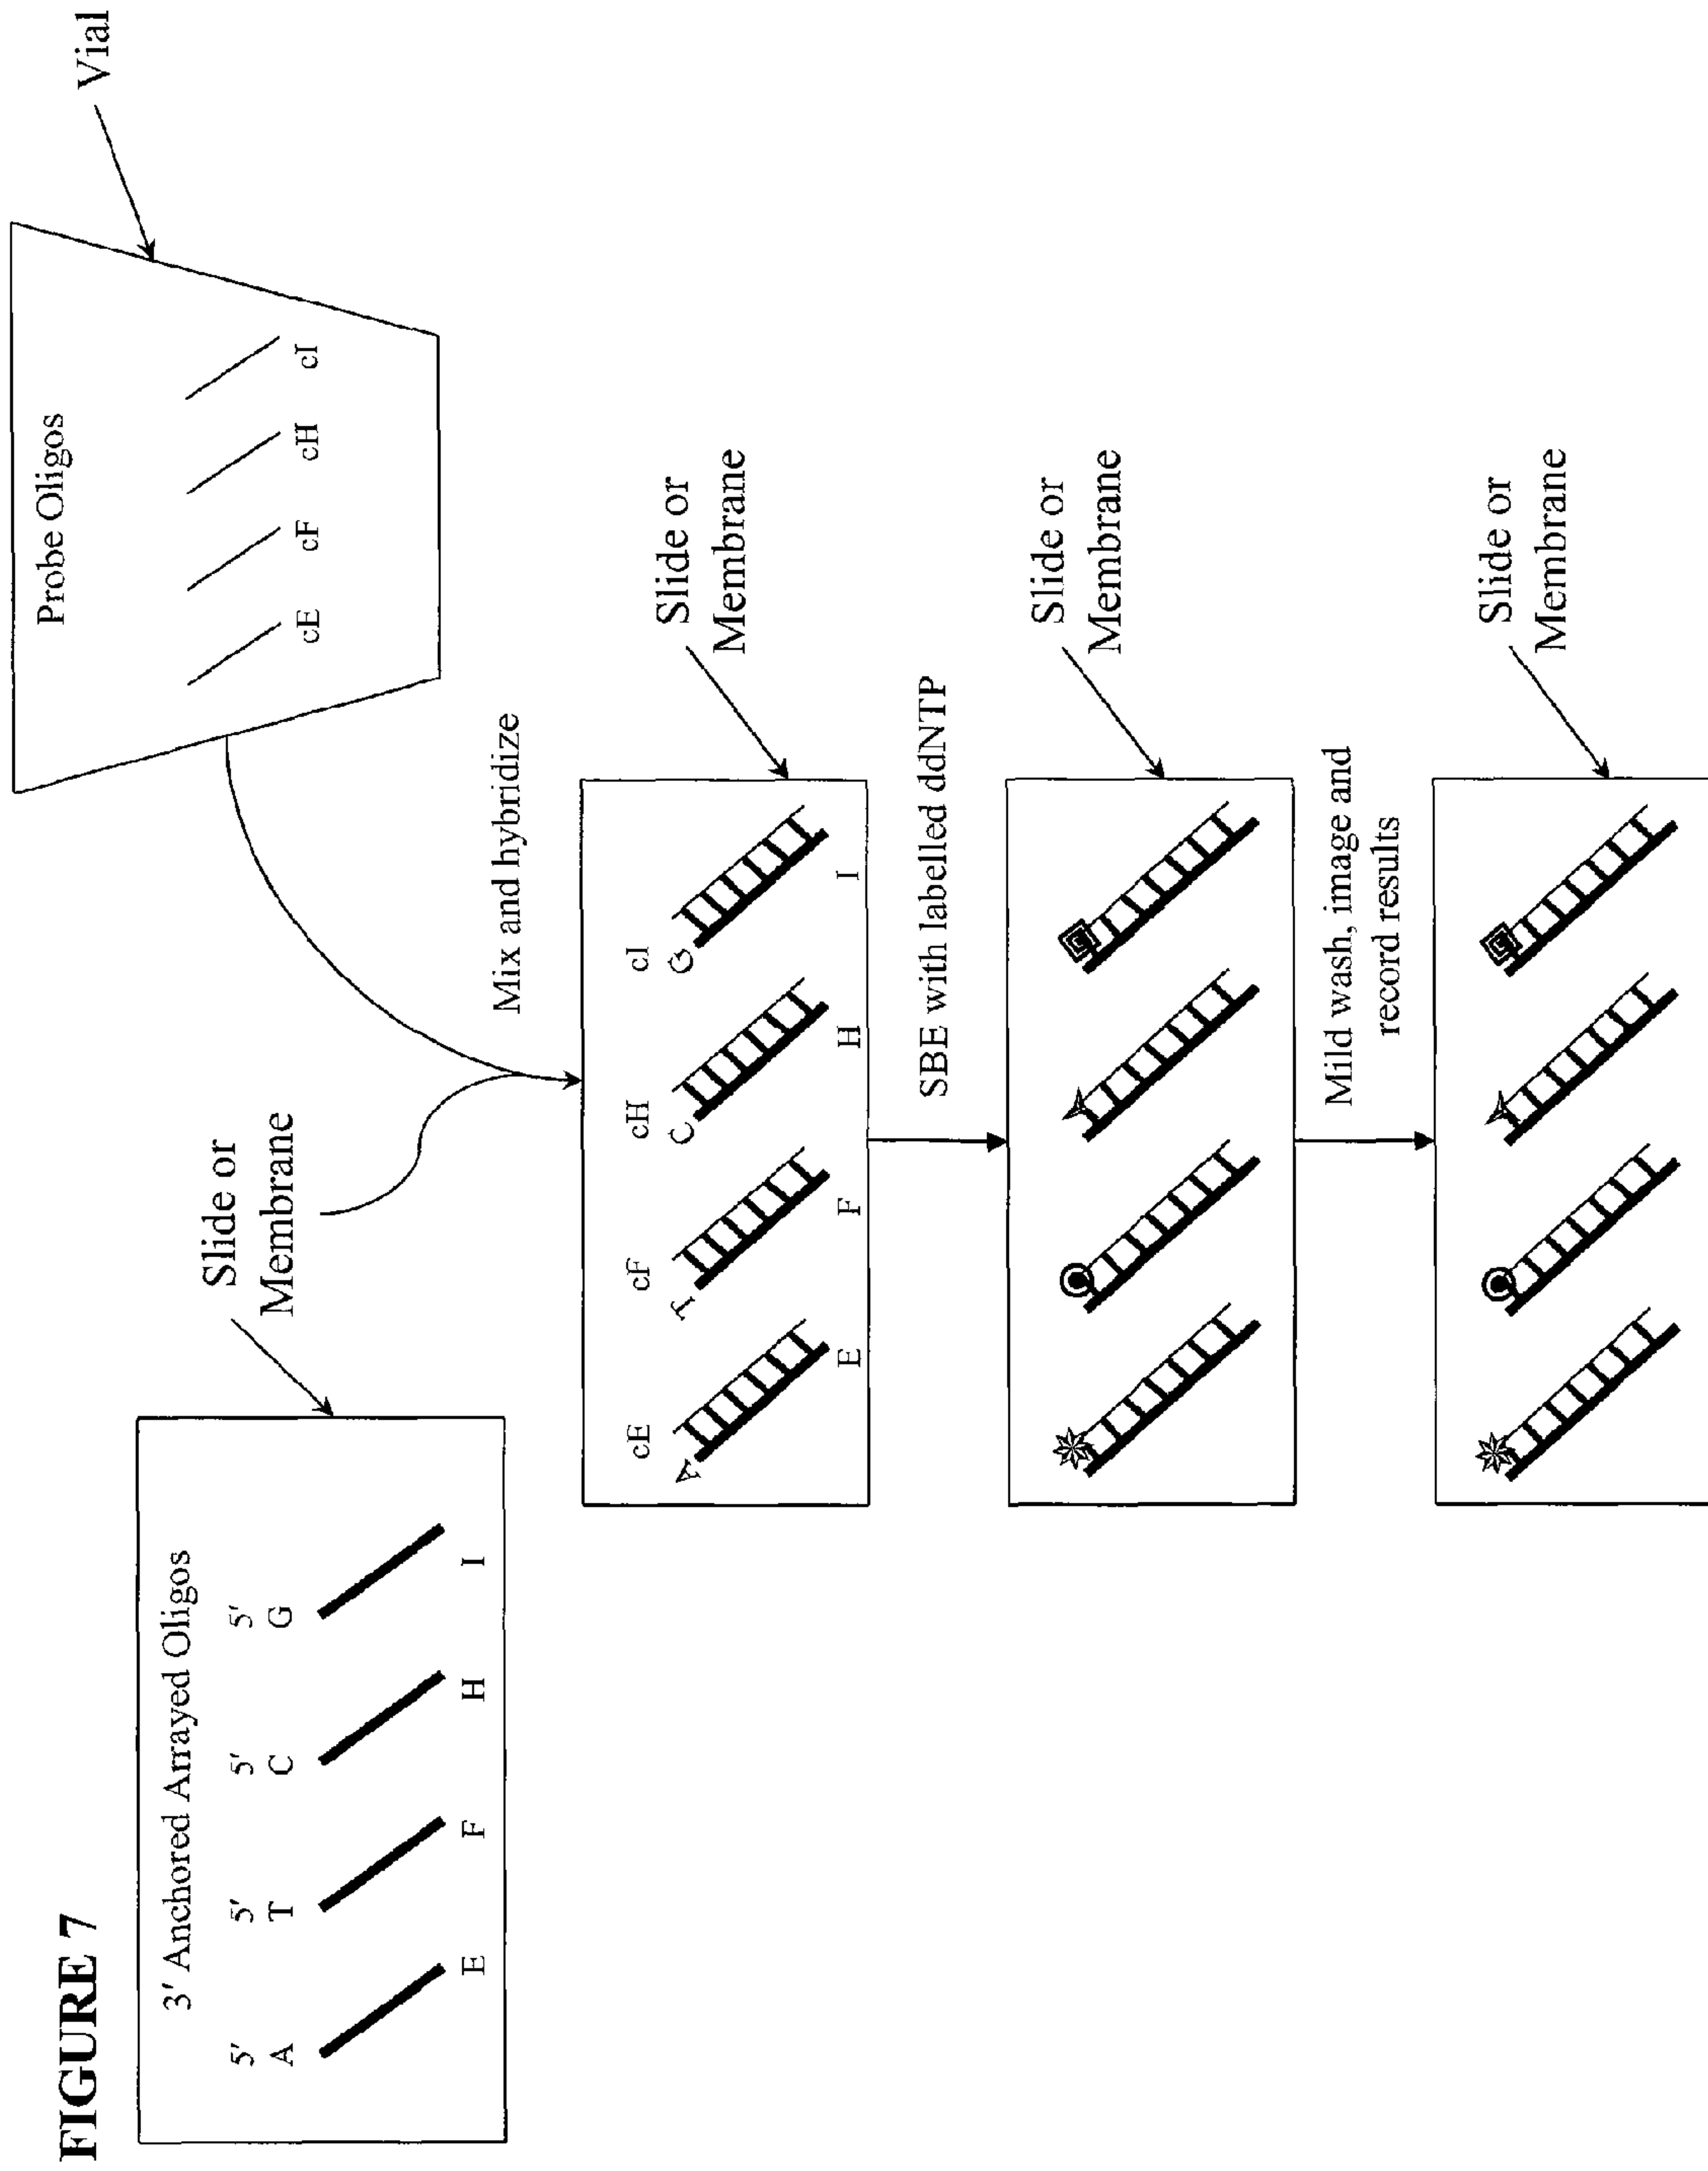 FIGURE 7
3' Anchored Arrayed Oligos
5' 5' 5' 5'
A T C G
E F H I
Slide or
Membrane
Probe Oligos
cE cF cH cI
Vial
Mix and hybridize
cE cF cH cI
A T C G
E F H I
Slide or
Membrane
SBE with labelled ddNTP
Slide or
Membrane
Mild wash, image and
record results
Slide or
Membrane